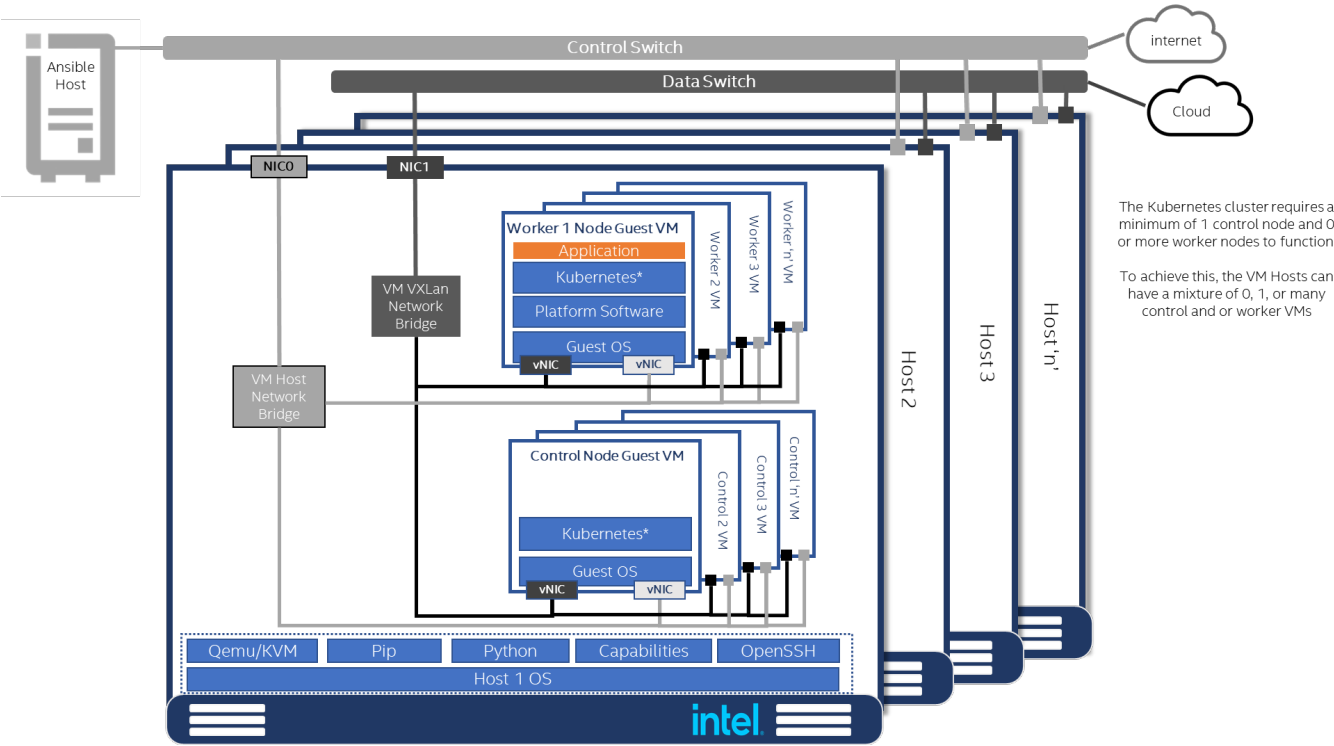 Ansible
Host
Control Switch
internet
Data Switch
Cloud
NIC0
NIC1
The Kubernetes cluster requires a
minimum of 1 control node and 0
or more worker nodes to function
To achieve this, the VM Hosts can
have a mixture of 0, 1, or many
control and or worker VMs
Worker 1 Node Guest VM
Application
Kubernetes*
Platform Software
Guest OS
vNIC
vNIC
Worker 2 VM
Worker 3 VM
Worker 'n' VM
VM VXLan
Network
Bridge
VM Host
Network
Bridge
Host 2
Host 3
Host 'n'
Control Node Guest VM
Kubernetes*
Guest OS
vNIC
vNIC
Control 2 VM
Control 3 VM
Control 'n' VM
Qemu/KVM
Pip
Python
Capabilities
OpenSSH
Host 1 OS
intel.